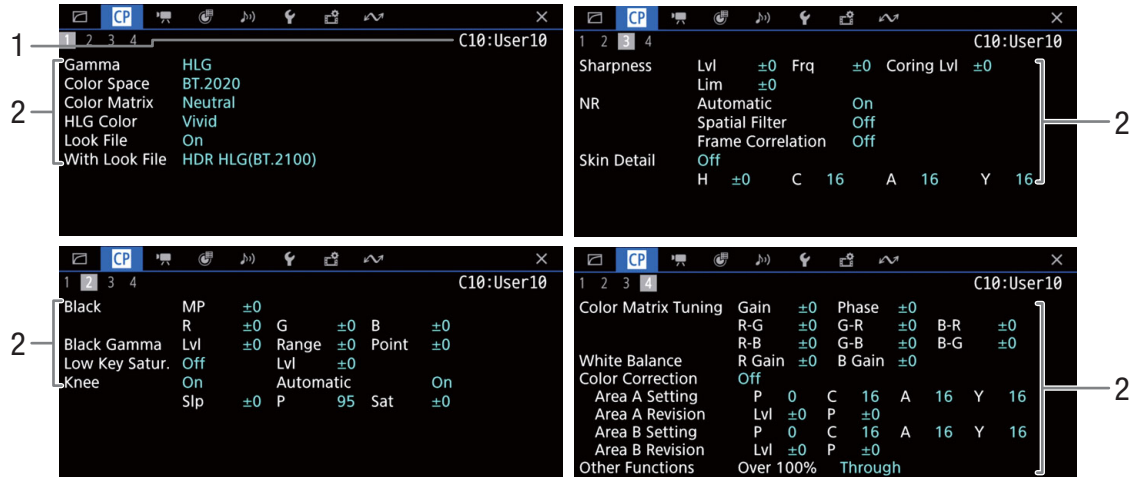 CP
1 2 3 4 C10:User10
Gamma HLG
Color Space BT.2020
Color Matrix Neutral
HLG Color Vivid
Look File On
With Look File HDR HLG(BT.2100)
1
2
CP
1 2 3 4 C10:User10
Sharpness Lvl ±0 Frq ±0 Coring Lvl ±0
Lim ±0
NR Automatic On
Spatial Filter Off
Frame Correlation Off
Skin Detail Off
H ±0 C 16 A 16 Y 16
2
CP
1 2 3 4 C10:User10
Black MP ±0
R ±0 G ±0 B ±0
Black Gamma Lvl ±0 Range ±0 Point ±0
Low Key Satur. Off Lvl ±0
Knee On Automatic On
Slp ±0 P 95 Sat ±0
2
CP
1 2 3 4 C10:User10
Color Matrix Tuning Gain ±0 Phase ±0
R-G ±0 G-R ±0 B-R ±0
R-B ±0 G-B ±0 B-G ±0
White Balance R Gain ±0 B Gain ±0
Color Correction Off
Area A Setting P 0 C 16 A 16 Y 16
Area A Revision Lvl ±0 P ±0
Area B Setting P 0 C 16 A 16 Y 16
Area B Revision Lvl ±0 P ±0
Other Functions Over 100% Through
2